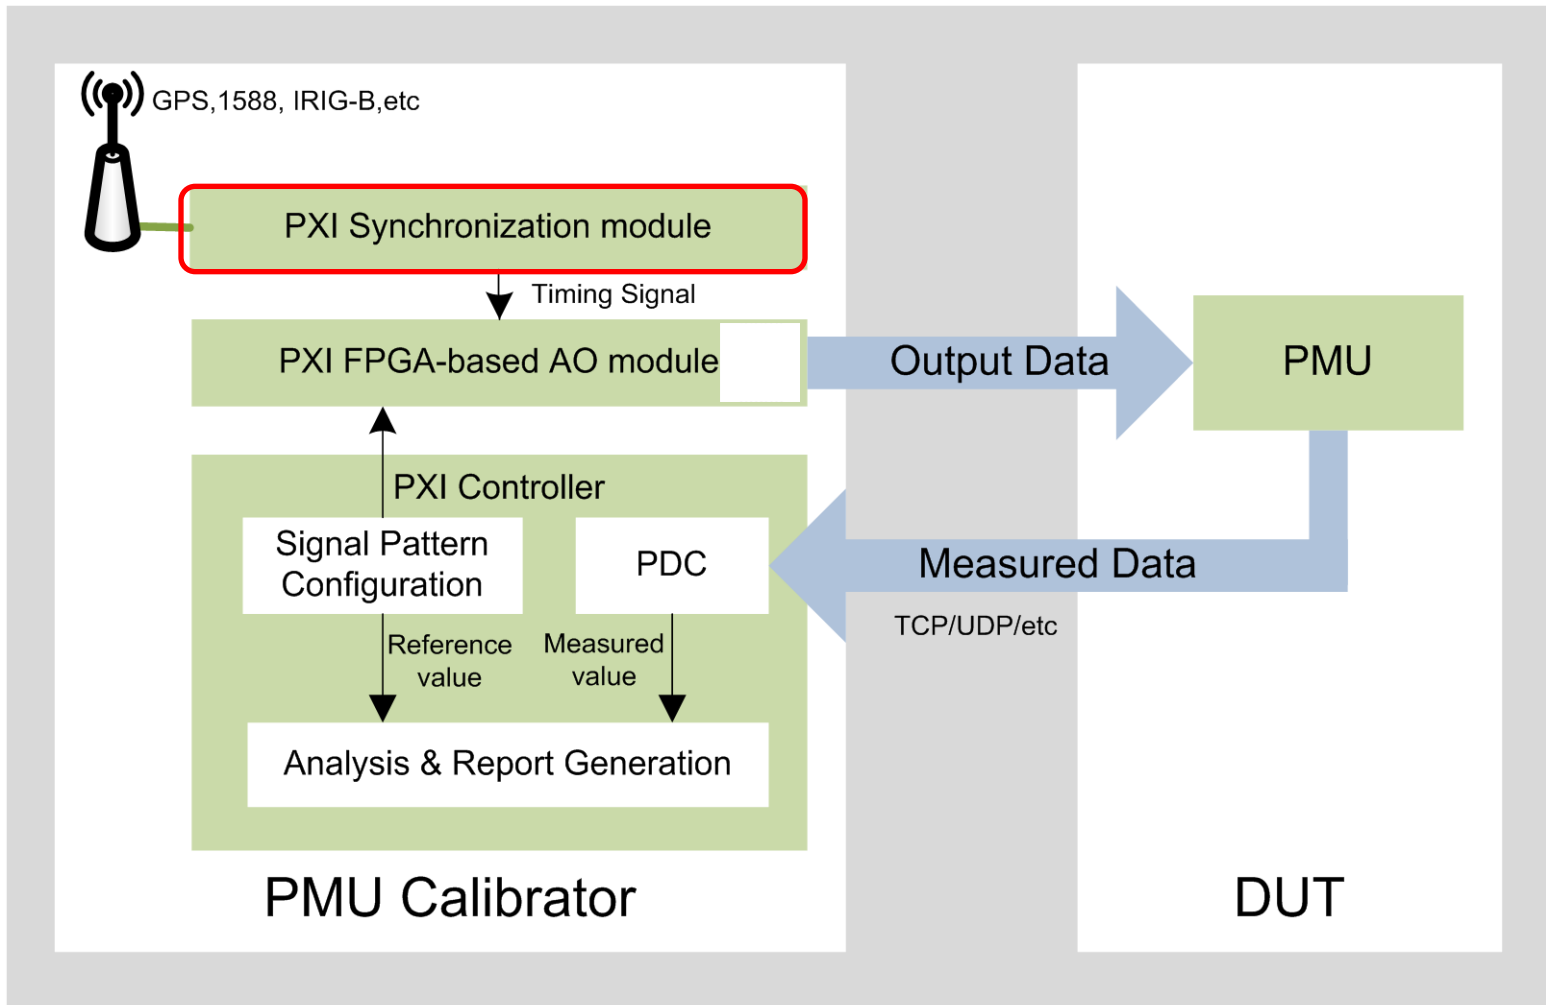 GPS,1588, IRIG-B,etc
PXI Synchronization module
Timing Signal
PXI FPGA-based AO module
Output Data
PMU
PXI Controller
Signal Pattern
Configuration
PDC
Measured Data
TCP/UDP/etc
Reference
value
Measured
value
Analysis & Report Generation
PMU Calibrator
DUT